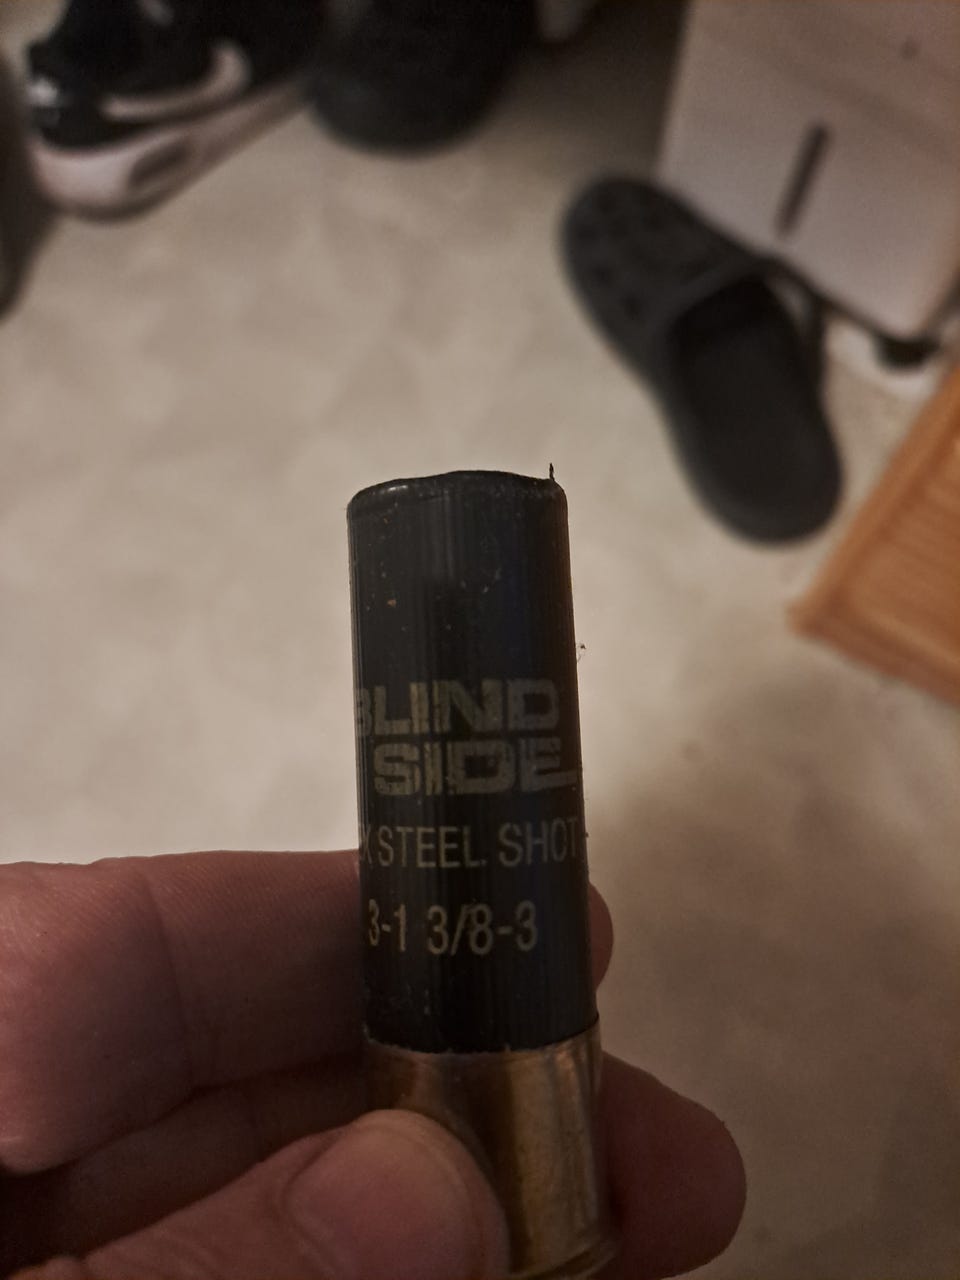 BLIND
SIDE
X STEEL SHOT
3-1 3/8-3